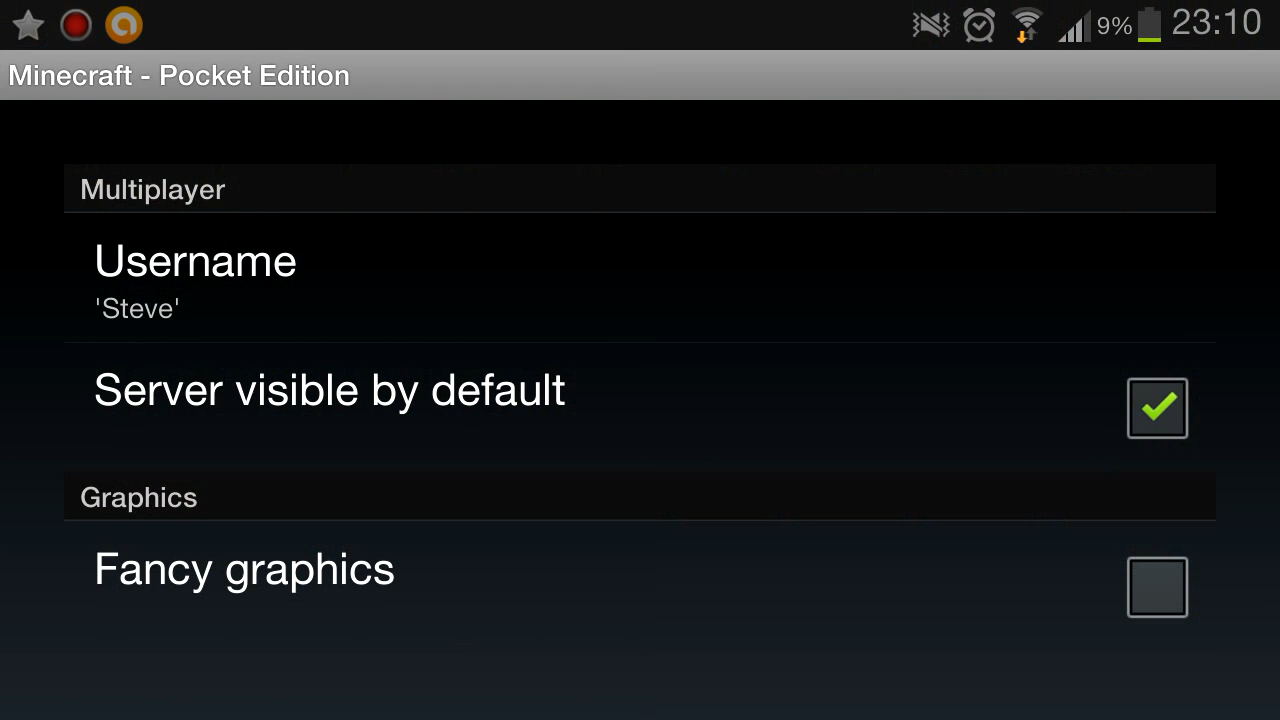 9% 23:10
Minecraft - Pocket Edition
Multiplayer
Username
'Steve'
Server visible by default
Graphics
Fancy graphics